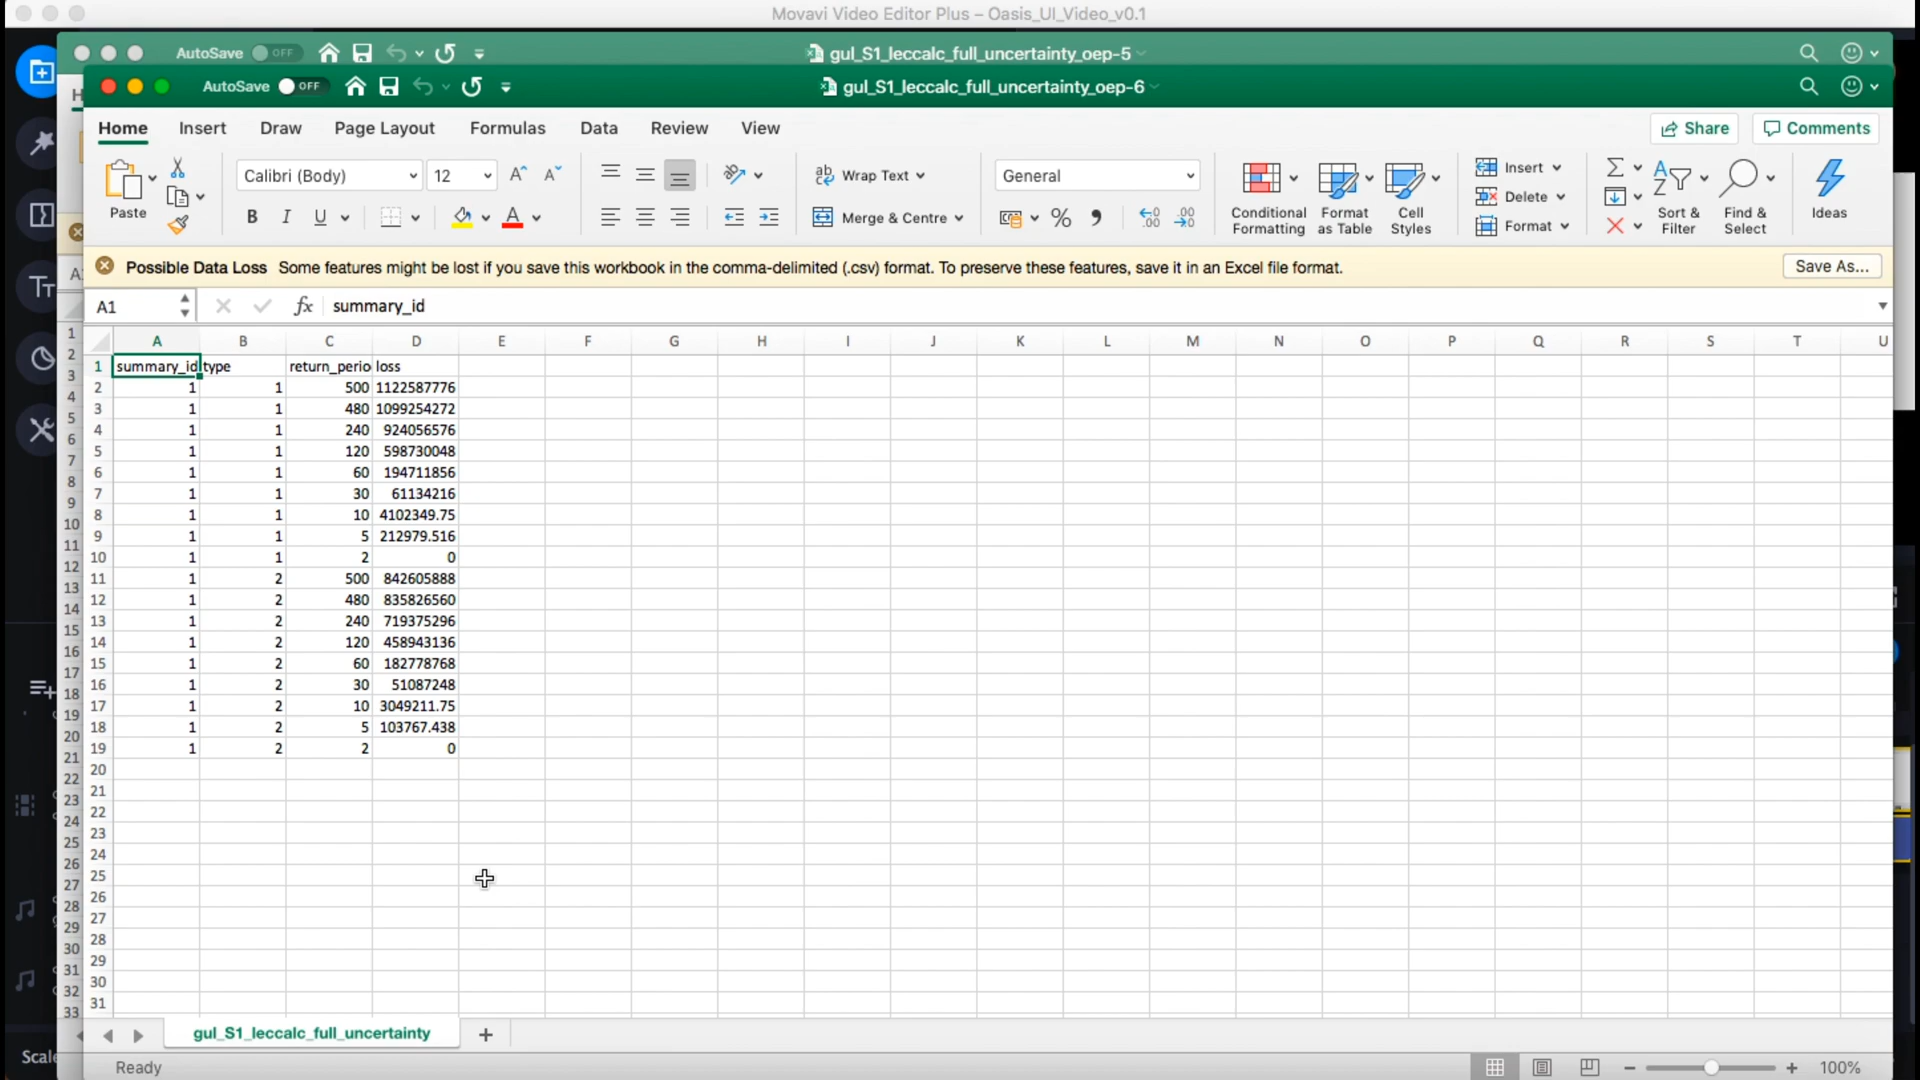 Movavi Video Editor Plus – Oasis_UI_Video_v0.1
AutoSave OFF gul_S1_leccalc_full_uncertainty_oep-5
AutoSave OFF gul_S1_leccalc_full_uncertainty_oep-6
Home Insert Draw Page Layout Formulas Data Review View Share Comments
Paste
Calibri (Body) 12
B I U
Wrap Text
Merge & Centre
General
Conditional Formatting
Format as Table
Cell Styles
Insert
Delete
Format
Sort & Filter
Find & Select
Ideas
Possible Data Loss Some features might be lost if you save this workbook in the comma-delimited (.csv) format. To preserve these features, save it in an Excel file format. Save As...
A1 fx summary_id
A B C D E F G H I J K L M N O P Q R S T U
1 summary_id type return_perio loss
2 1 1 500 1122587776
3 1 1 480 1099254272
4 1 1 240 924056576
5 1 1 120 598730048
6 1 1 60 194711856
7 1 1 30 61134216
8 1 1 10 4102349.75
9 1 1 5 212979.516
10 1 1 2 0
11 1 2 500 842605888
12 1 2 480 835826560
13 1 2 240 719375296
14 1 2 120 458943136
15 1 2 60 182778768
16 1 2 30 51087248
17 1 2 10 3049211.75
18 1 2 5 103767.438
19 1 2 2 0
20
21
22
23
24
25
26
27
28
29
30
31
gul_S1_leccalc_full_uncertainty
Ready 100%
Scale